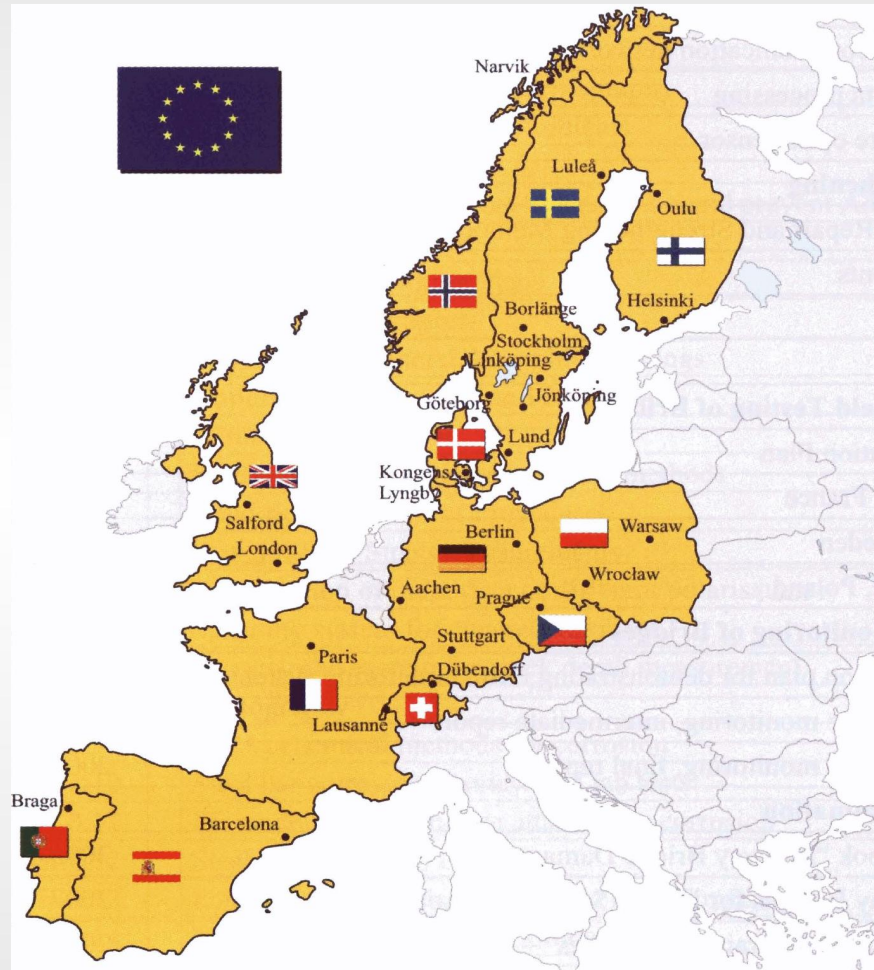 Narvik
Luleå
Oulu
Helsinki
Borlänge
Stockholm
Linköping
Jönköping
Göteborg
Lund
Kongens
Lyngby
Salford
London
Berlin
Warsaw
Wrocław
Aachen
Prague
Stuttgart
Paris
Dübendorf
Lausanne
Braga
Barcelona